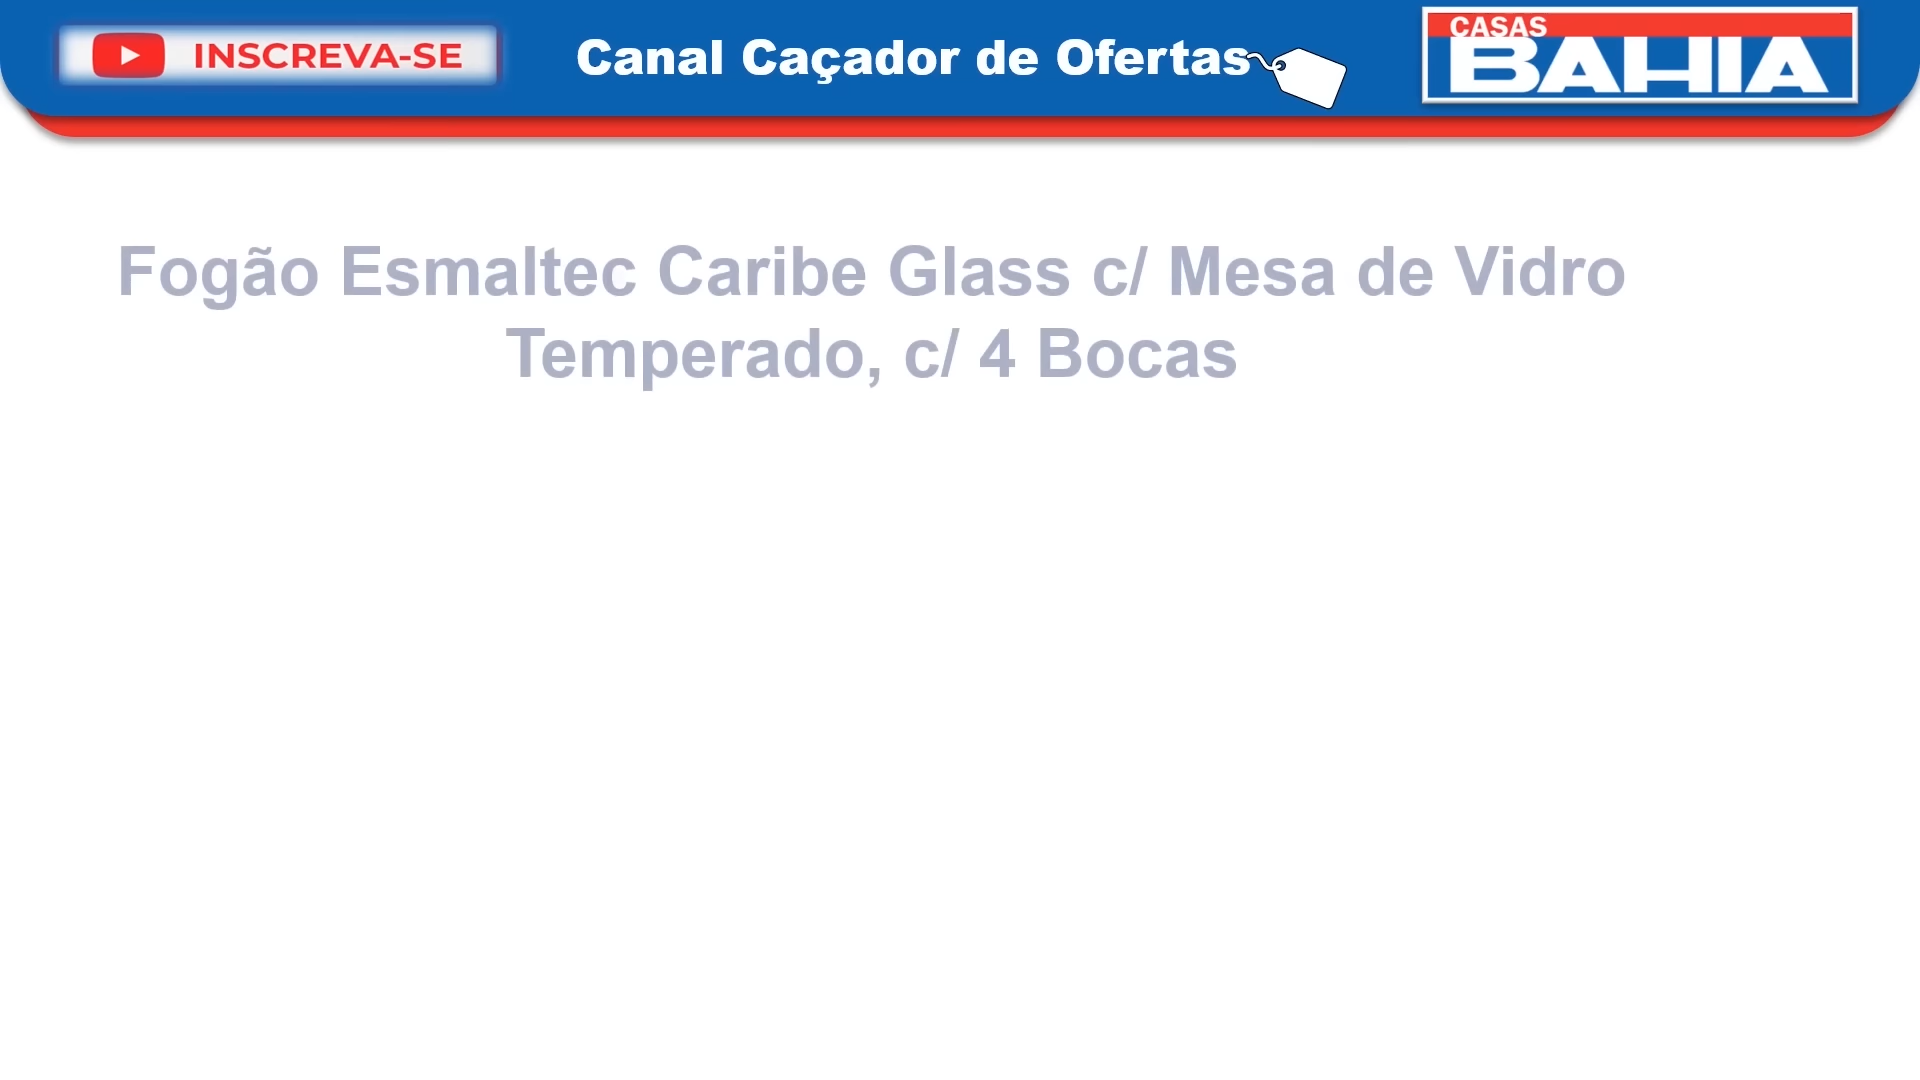 INSCREVA-SE
Canal Caçador de Ofertas
CASAS
BAHIA
Fogão Esmaltec Caribe Glass c/ Mesa de Vidro
Temperado, c/ 4 Bocas